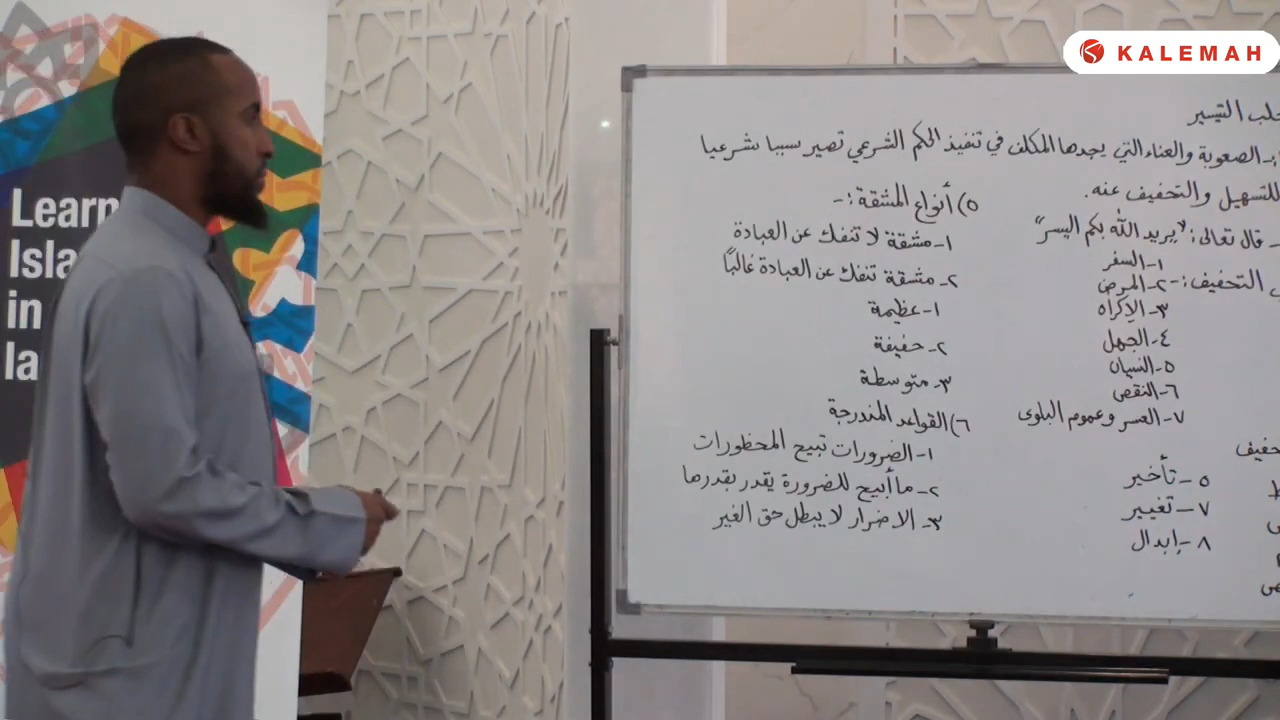 KALEMAH
Learn
Isla
in
la
التيسير
الصعوبة والعناء التي يجدها المكلف في تنفيذ الحكم الشرعي تصير سببا شرعيا
للتسهيل والتخفيف عنه.
قال تعالى: "يريد الله بكم اليسر"
التخفيف:-
١- السفر
٢- المرض
٣- الإكراه
٤- الجهل
٥- النسيان
٦- النقص
٧- العسر وعموم البلوى
٥- تأخير
٧- تغيير
٨- إبدال
٥) أنواع المشقة:-
١- مشقة لا تنفك عن العبادة
٢- مشقة تنفك عن العبادة غالبًا
١- عظيمة
٢- خفيفة
٣- متوسطة
٦) القواعد المندرجة
١- الضرورات تبيح المحظورات
٢- ما أبيح للضرورة يقدر بقدرها
٣- الاضرار لا يبطل حق الغير